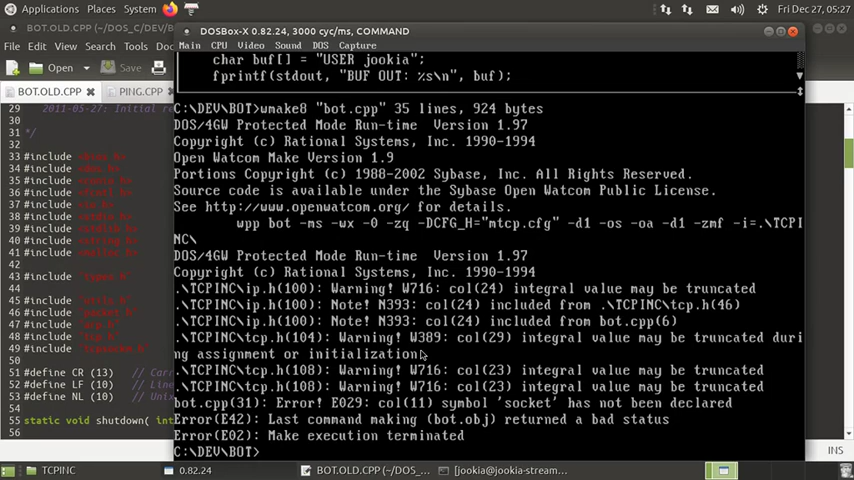 Applications Places System
Fri Dec 27, 05:27
BOT.OLD.CPP (~/DOS_C/DEV/B
DOSBox-X 0.82.24, 3000 cyc/ms, COMMAND
File Edit View Search Tools D
Main CPU Video Sound DOS Capture
Open Save
char buf[] = "USER jookia";
fprintf(stdout, "BUF OUT: %s\n", buf);
BOT.OLD.CPP PING.CPP
29 2011-05-27: Initial re
30
31 */
32
33 #include
34 #include
35 #include
36 #include
37 #include
38 #include
39 #include
40 #include
41 #include
42
43 #include "types.h"
44
45 #include "utils.h"
46 #include "packet.h"
47 #include "arp.h"
48 #include "tcp.h"
49 #include
50
51 #define CR (13) // Carr
52 #define LF (10) // Line
53 #define NL (10) // Unix
54
55 static void shutdown( int
56
C:\DEV\BOT>wmake8 "bot.cpp" 35 lines, 924 bytes
DOS/4GW Protected Mode Run-time Version 1.97
Copyright (c) Rational Systems, Inc. 1990-1994
Open Watcom Make Version 1.9
Portions Copyright (c) 1988-2002 Sybase, Inc. All Rights Reserved.
Source code is available under the Sybase Open Watcom Public License.
See http://www.openwatcom.org/ for details.
wpp bot -ms -wx -0 -zq -DCFG_H="mtcp.cfg" -d1 -os -oa -d1 -zmf -i=.\TCPI
NC\
DOS/4GW Protected Mode Run-time Version 1.97
Copyright (c) Rational Systems, Inc. 1990-1994
.\TCPINC\ip.h(100): Warning! W716: col(24) integral value may be truncated
.\TCPINC\ip.h(100): Note! N393: col(24) included from .\TCPINC\tcp.h(46)
.\TCPINC\ip.h(100): Note! N393: col(24) included from bot.cpp(6)
.\TCPINC\tcp.h(104): Warning! W389: col(29) integral value may be truncated duri
ng assignment or initialization
.\TCPINC\tcp.h(108): Warning! W716: col(23) integral value may be truncated
.\TCPINC\tcp.h(108): Warning! W716: col(23) integral value may be truncated
bot.cpp(31): Error! E029: col(11) symbol 'socket' has not been declared
Error(E42): Last command making (bot.obj) returned a bad status
Error(E02): Make execution terminated
C:\DEV\BOT>
INS
TCPINC 0.82.24 BOT.OLD.CPP (~/DOS_... [jookia@jookia-stream...